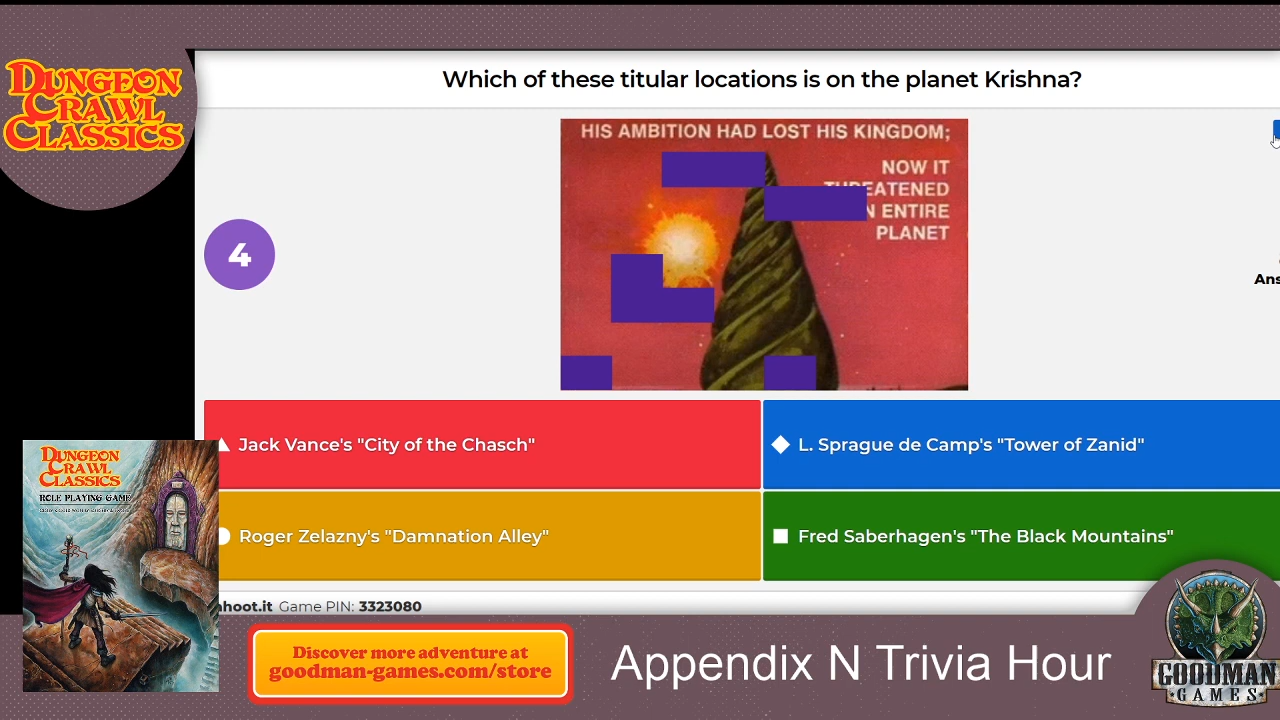 DUNGEON
CRAWL
CLASSICS
Which of these titular locations is on the planet Krishna?
HIS AMBITION HAD LOST HIS KINGDOM;
NOW IT
THREATENED
ENTIRE
PLANET
4
Jack Vance's "City of the Chasch"
L. Sprague de Camp's "Tower of Zanid"
Roger Zelazny's "Damnation Alley"
Fred Saberhagen's "The Black Mountains"
DUNGEON
CRAWL
CLASSICS
ROLE PLAYING GAME
hoot.it Game PIN: 3323080
Discover more adventure at
goodman-games.com/store
Appendix N Trivia Hour
GOODMAN
GAMES